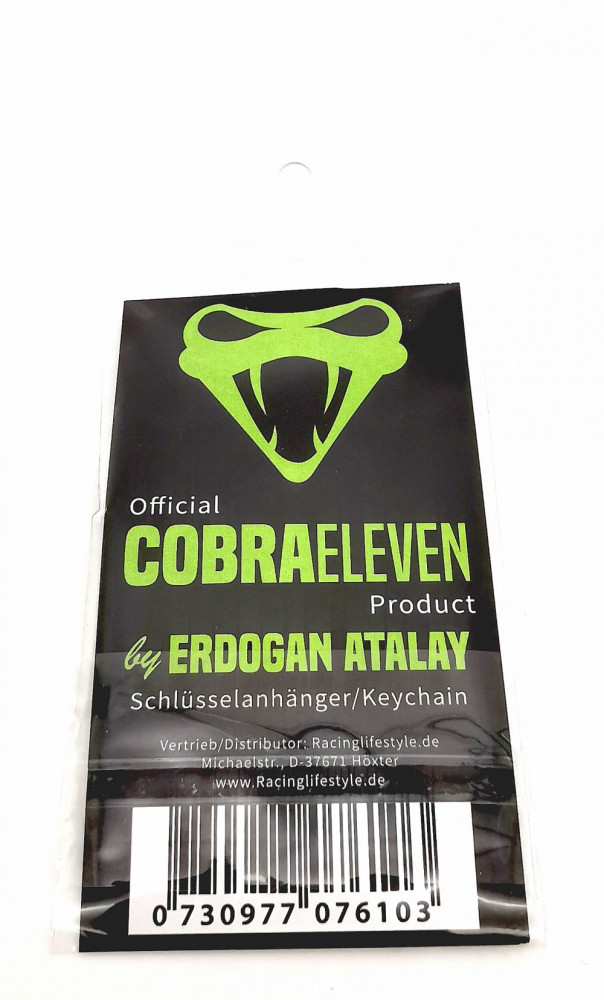 Official
COBRAELEVEN
Product
by ERDOGAN ATALAY
Schlüsselanhänger/Keychain
Vertrieb/Distributor: Racinglifestyle.de
Michaelstr., D-37671 Höxter
www.Racinglifestyle.de
0 730977 076103